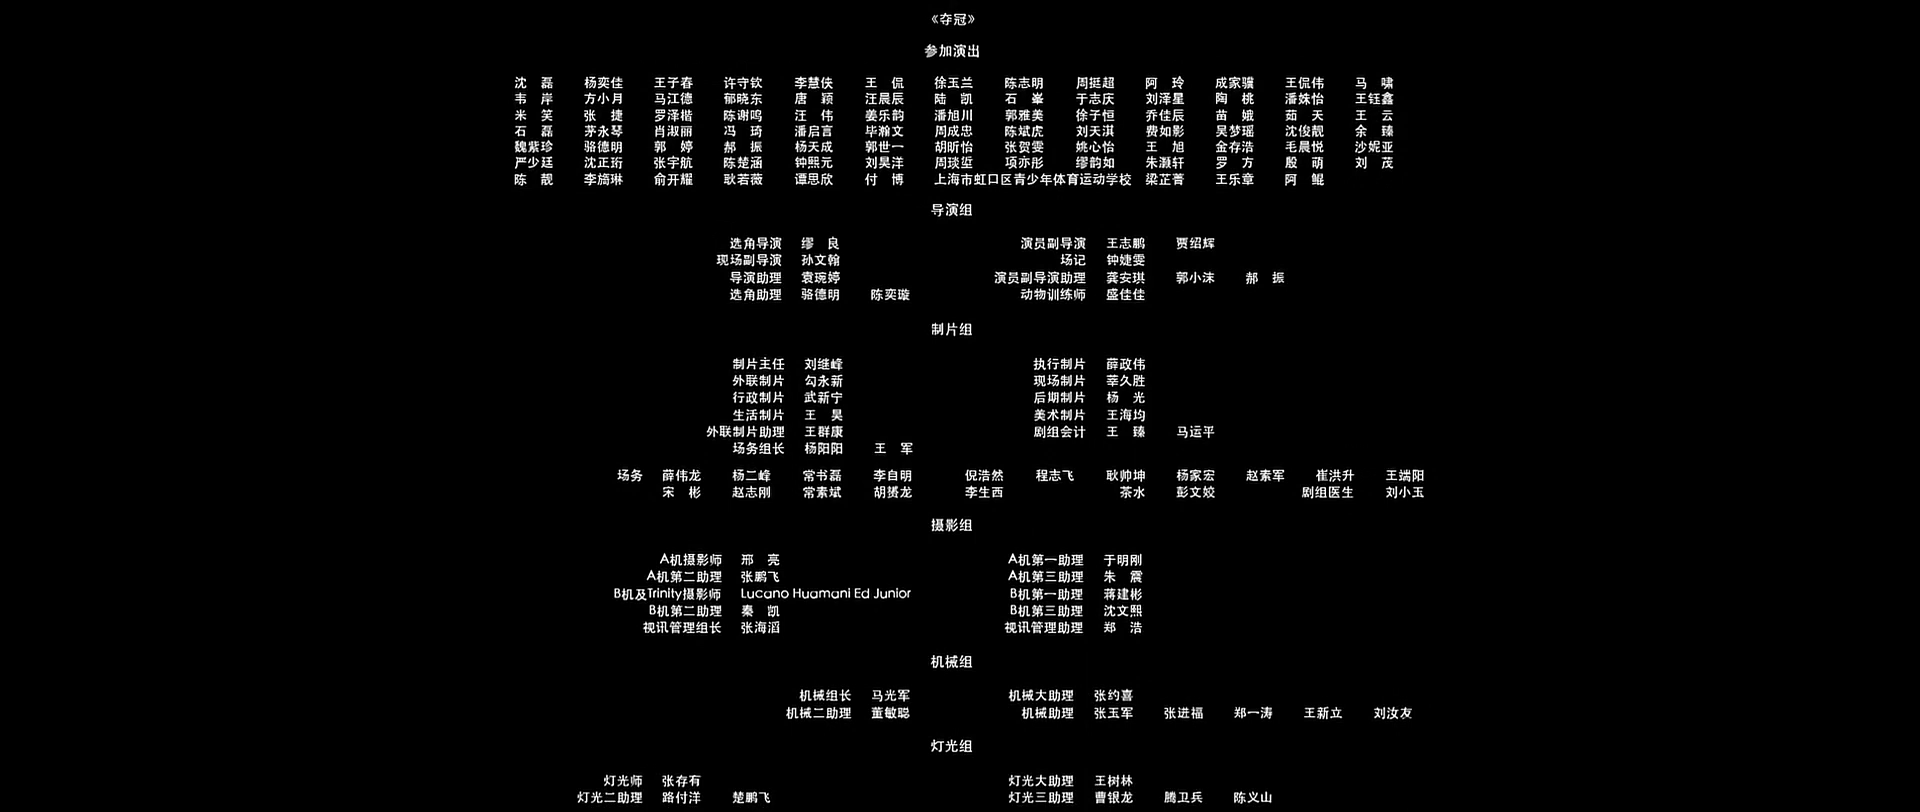 《夺冠》
参加演出
沈 磊 杨奕佳 王子春 许守钦 李慧佚 王 侃 徐玉兰 陈志明 周挺超 阿 玲 成家骥 王侃伟 马 啸
韦 岸 方小月 马江德 郁晓东 唐 颖 汪晨辰 陆 凯 石 峯 于志庆 刘泽星 陶 桃 潘姝怡 王钰鑫
米 笑 张 捷 罗泽楷 陈谢鸣 汪 伟 姜乐韵 潘旭川 郭雅美 徐子恒 乔佳辰 苗 娥 茹 天 王 云
石 磊 茅永琴 肖淑丽 冯 琦 潘启言 毕瀚文 周成忠 陈斌虎 刘天淇 费如影 吴梦瑶 沈俊靓 余 臻
魏紫珍 骆德明 郭 婷 郝 振 杨天成 郭世一 胡昕怡 张贺雯 姚心怡 王 旭 金存浩 毛晨悦 沙妮亚
严少廷 沈正珩 张宇航 陈楚涵 钟熙元 刘昊洋 周琰堃 项亦彤 缪韵如 朱灏轩 罗 方 殷 萌 刘 茂
陈 靓 李旖琳 俞开耀 耿若薇 谭思欣 付 博 上海市虹口区青少年体育运动学校 梁芷菁 王乐章 阿 鲲
导演组
选角导演 缪 良 演员副导演 王志鹏 贾绍辉
现场副导演 孙文翰 场记 钟婕雯
导演助理 袁琬婷 演员副导演助理 龚安琪 郭小沫 郝 振
选角助理 骆德明 陈奕璇 动物训练师 盛佳佳
制片组
制片主任 刘继峰 执行制片 薛政伟
外联制片 勾永新 现场制片 莘久胜
行政制片 武新宁 后期制片 杨 光
生活制片 王 昊 美术制片 王海均
外联制片助理 王群康 剧组会计 王 臻 马运平
场务组长 杨阳阳 王 军
场务 薛伟龙 杨二峰 常书磊 李自明 倪浩然 程志飞 耿帅坤 杨家宏 赵素军 崔洪升 王端阳
宋 彬 赵志刚 常素斌 胡赟龙 李生西 茶水 彭文姣 剧组医生 刘小玉
摄影组
A机摄影师 邢 亮 A机第一助理 于明刚
A机第二助理 张鹏飞 A机第三助理 朱 震
B机及Trinity摄影师 Lucano Huamani Ed Junior B机第一助理 蒋建彬
B机第二助理 秦 凯 B机第三助理 沈文熙
视讯管理组长 张海滔 视讯管理助理 郑 浩
机械组
机械组长 马光军 机械大助理 张约喜
机械二助理 董敏聪 机械助理 张玉军 张进福 郑一涛 王新立 刘汝友
灯光组
灯光师 张存有 灯光大助理 王树林
灯光二助理 路付洋 楚鹏飞 灯光三助理 曹银龙 腾卫兵 陈义山